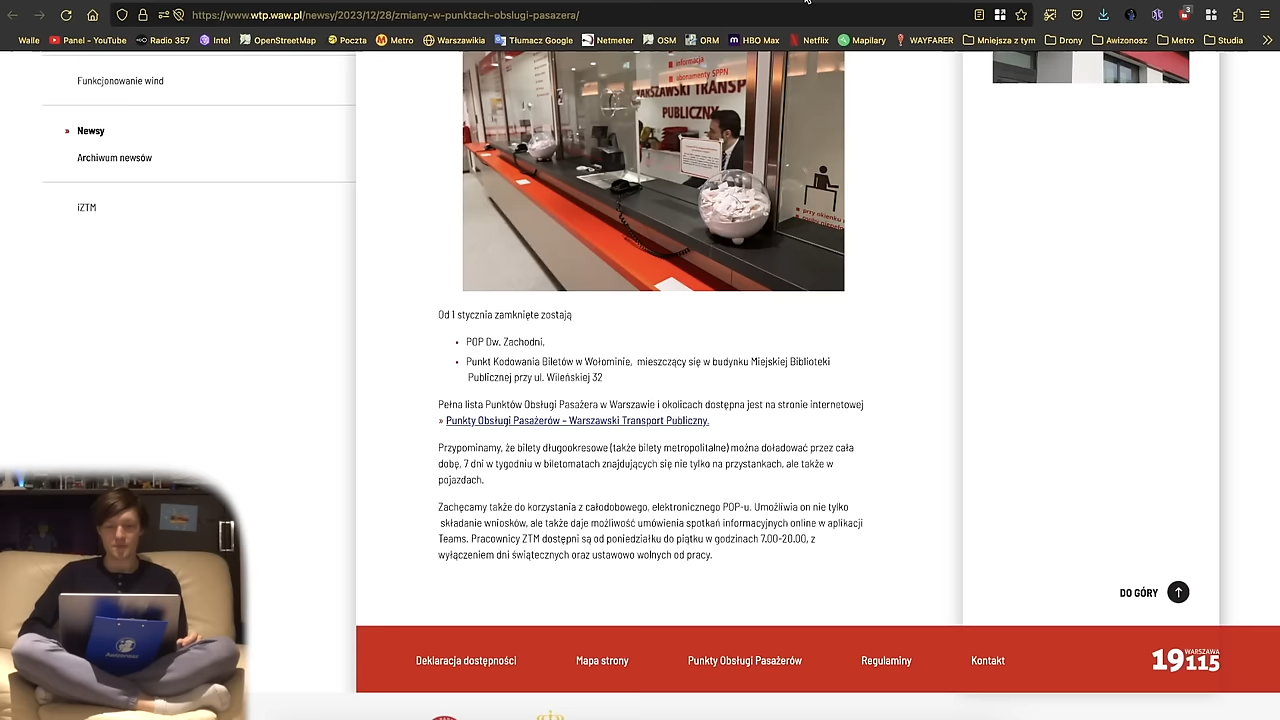 https://www.wtp.waw.pl/newsy/2023/12/28/zmiany-w-punktach-obslugi-pasazera/
Walle
Panel - YouTube
Radio 357
Intel
OpenStreetMap
Poczta
Metro
Warszawikia
Tłumacz Google
Netmeter
OSM
ORM
HBO Max
Netflix
Mapilary
WAYFARER
Mniejsza z tym
Drony
Awizonosz
Metro
Studia
Funkcjonowanie wind
» Newsy
Archiwum newsów
iZTM
informacja
abonamenty SPPN
WARSZAWSKI TRANSP
PUBLICZNY
przy okienku
Od 1 stycznia zamknięte zostają
• POP Dw. Zachodni,
• Punkt Kodowania Biletów w Wołominie, mieszczący się w budynku Miejskiej Biblioteki
Publicznej przy ul. Wileńskiej 32
Pełna lista Punktów Obsługi Pasażera w Warszawie i okolicach dostępna jest na stronie internetowej
» Punkty Obsługi Pasażerów – Warszawski Transport Publiczny.
Przypominamy, że bilety długookresowe (także bilety metropolitalne) można doładować przez cała
dobę, 7 dni w tygodniu w biletomatach znajdujących się nie tylko na przystankach, ale także w
pojazdach.
Zachęcamy także do korzystania z całodobowego, elektronicznego POP-u. Umożliwia on nie tylko
składanie wniosków, ale także daje możliwość umówienia spotkań informacyjnych online w aplikacji
Teams. Pracownicy ZTM dostępni są od poniedziałku do piątku w godzinach 7.00-20.00, z
wyłączeniem dni świątecznych oraz ustawowo wolnych od pracy.
DO GÓRY
Deklaracja dostępności
Mapa strony
Punkty Obsługi Pasażerów
Regulaminy
Kontakt
WARSZAWA
19115
Awizonosz